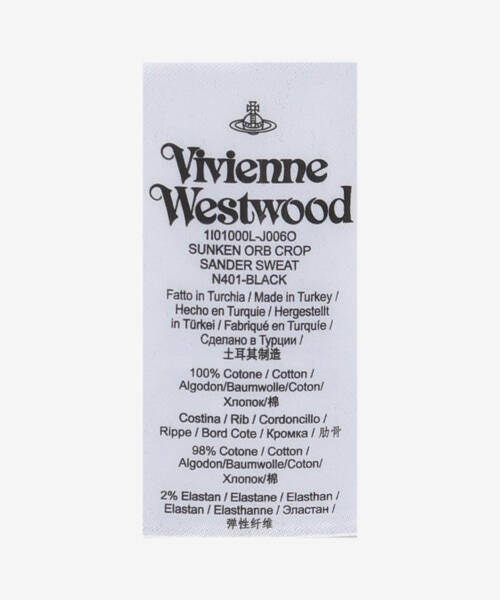 Vivienne
Westwood
1I01000L-J006O
SUNKEN ORB CROP
SANDER SWEAT
N401-BLACK
Fatto in Turchia / Made in Turkey /
Hecho en Turquie / Hergestellt
in Türkei / Fabriqué en Turquíe /
Сделано в Турции /
土耳其制造
100% Cotone / Cotton /
Algodon/Baumwolle/Coton/
Хлопок/棉
Costina / Rib / Cordoncillo /
Rippe / Bord Cote / Кромка / 肋骨
98% Cotone / Cotton /
Algodon/Baumwolle/Coton/
Хлопок/棉
2% Elastan / Elastane / Elasthan /
Elastan / Elasthanne / Эластан /
弹性纤维